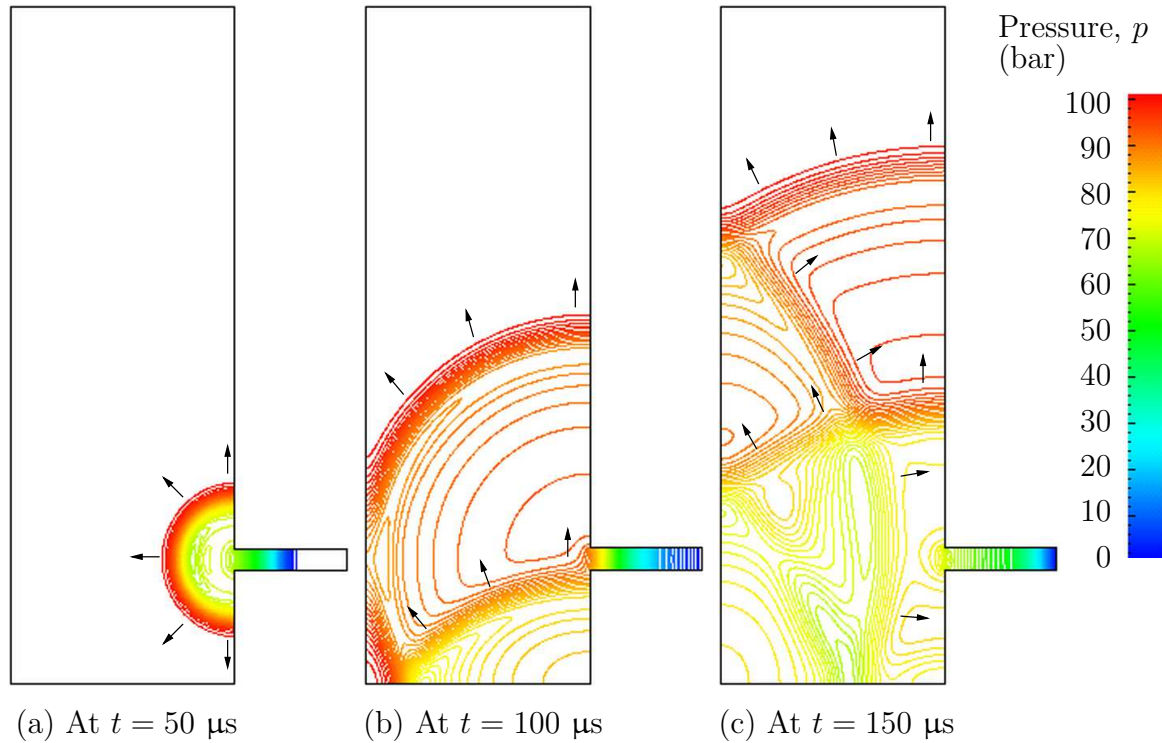 Pressure, p
(bar)
100
90
80
70
60
50
40
30
20
10
0
(a) At t = 50 μs
(b) At t = 100 μs
(c) At t = 150 μs